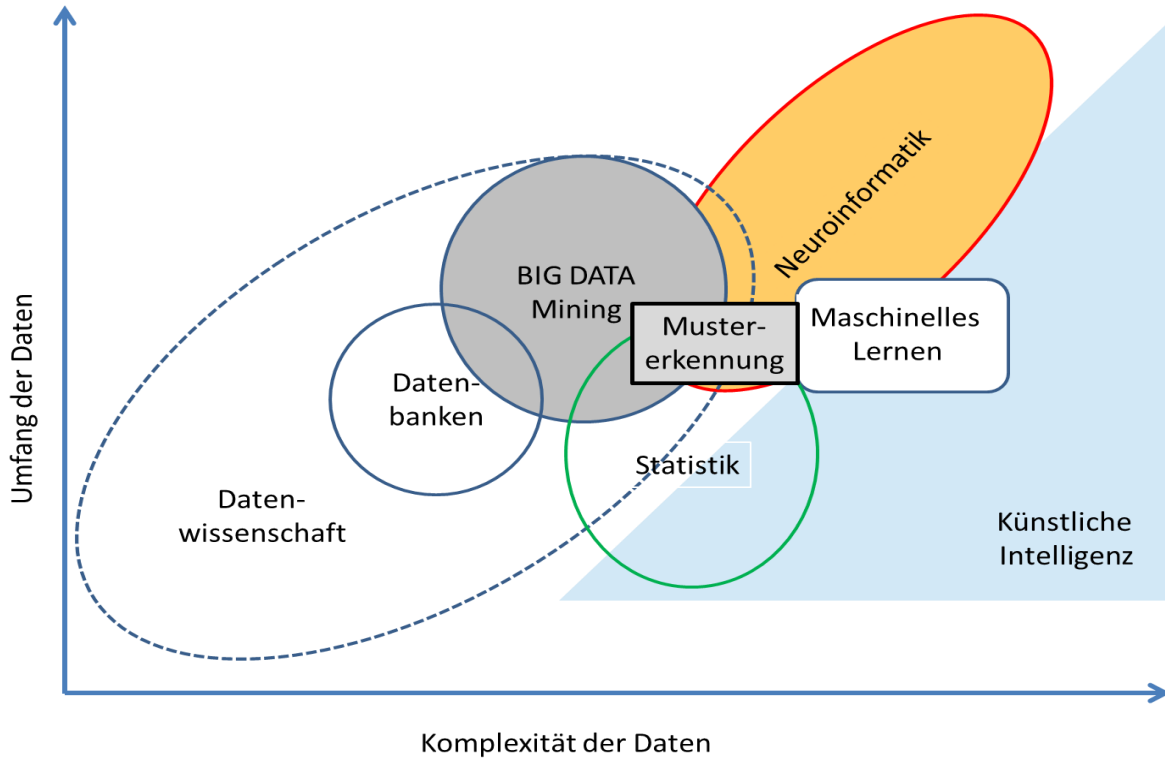 Umfang der Daten
Neuroinformatik
BIG DATA
Mining
Muster-
erkennung
Maschinelles
Lernen
Daten-
banken
Statistik
Daten-
wissenschaft
Künstliche
Intelligenz
Komplexität der Daten